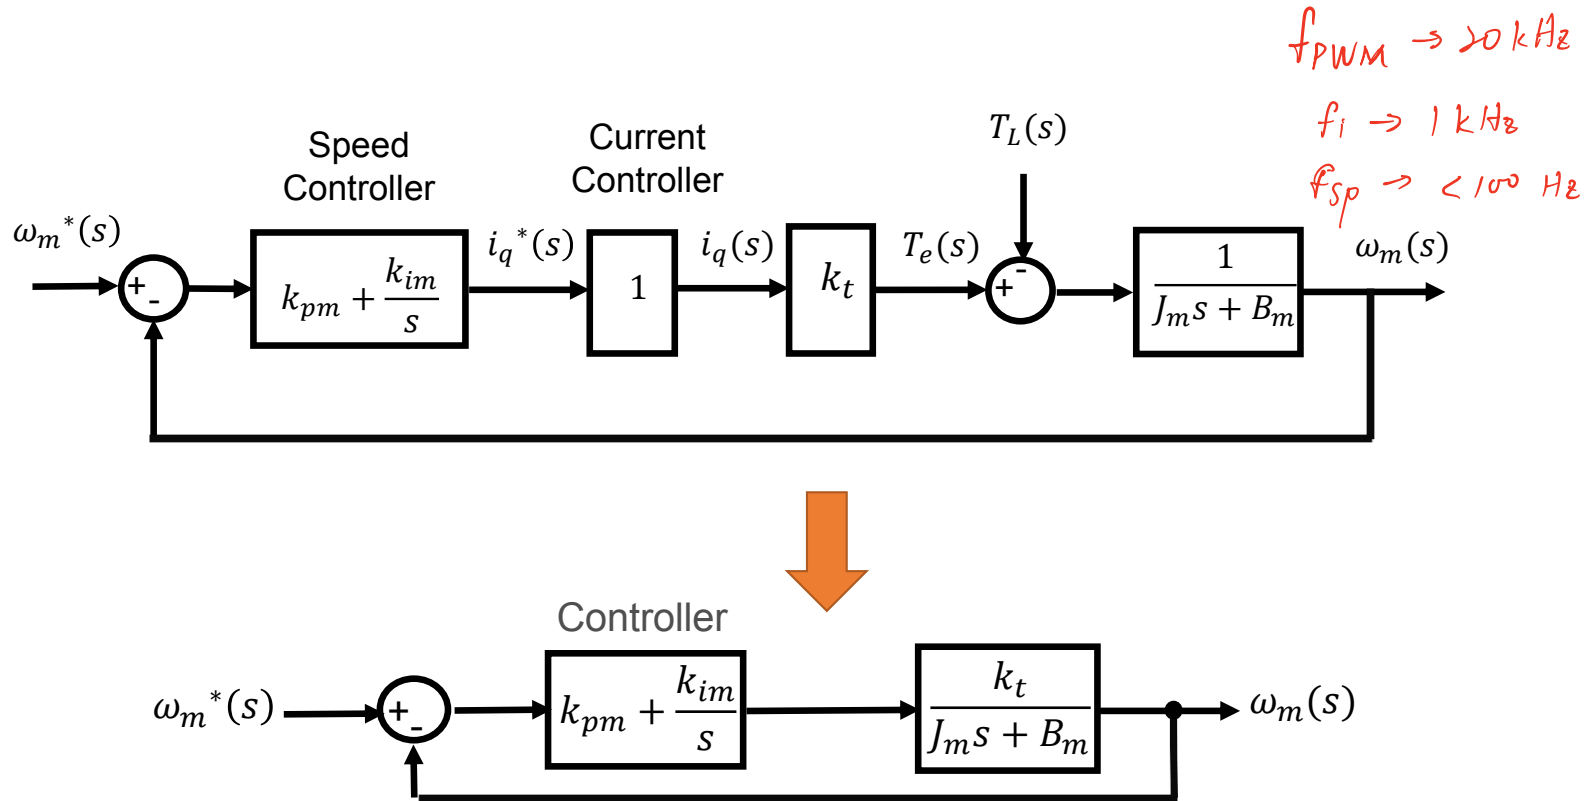 f_PWM → 20 kHz
f_i → 1 kHz
f_sp → < 100 Hz
T_L(s)
Speed
Controller
Current
Controller
ω_m*(s)
+
-
k_pm + k_im/s
i_q*(s)
1
i_q(s)
k_t
T_e(s)
+
-
1/(J_m s + B_m)
ω_m(s)
Controller
ω_m*(s)
+
-
k_pm + k_im/s
k_t/(J_m s + B_m)
ω_m(s)